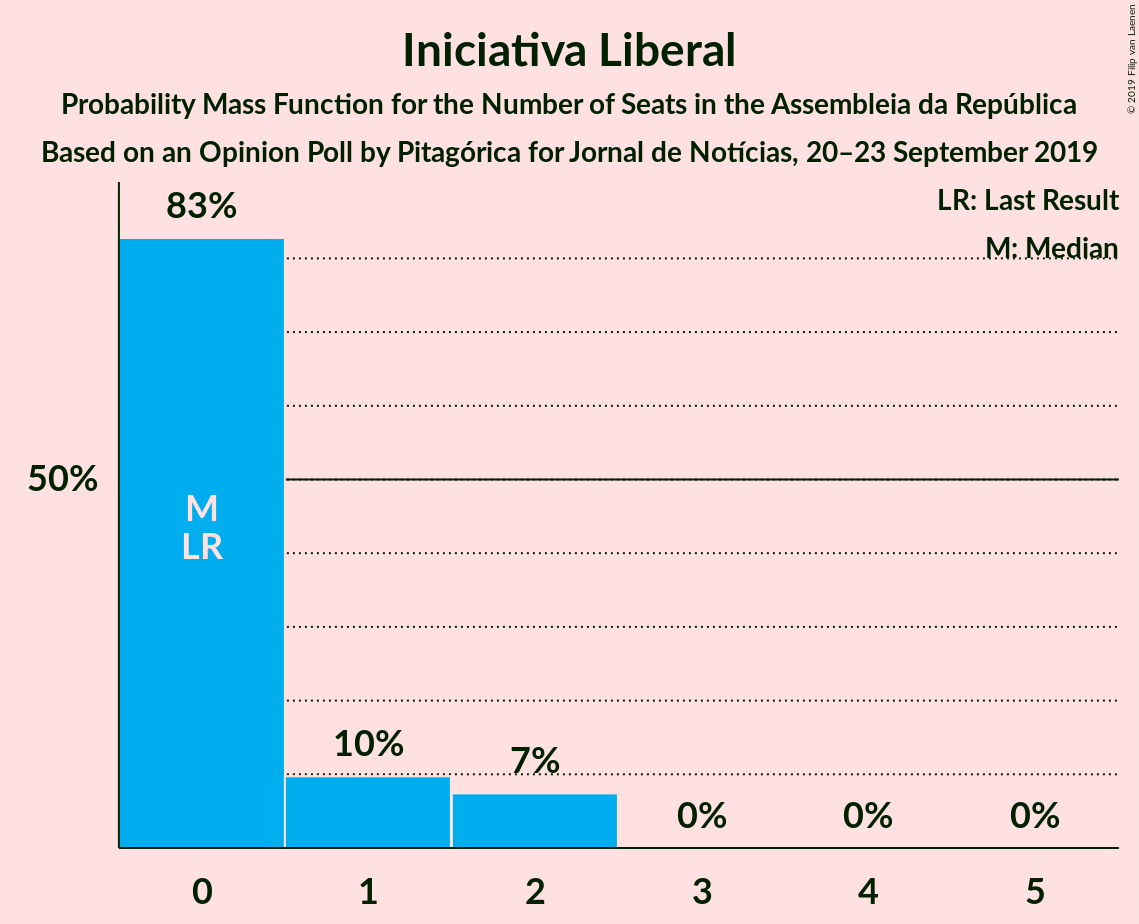 Iniciativa Liberal
Probability Mass Function for the Number of Seats in the Assembleia da República
Based on an Opinion Poll by Pitagórica for Jornal de Notícias, 20–23 September 2019
© 2019 Filip van Laenen
LR: Last Result
M: Median
83%
50%
M
LR
10%
7%
0%
0%
0%
0
1
2
3
4
5